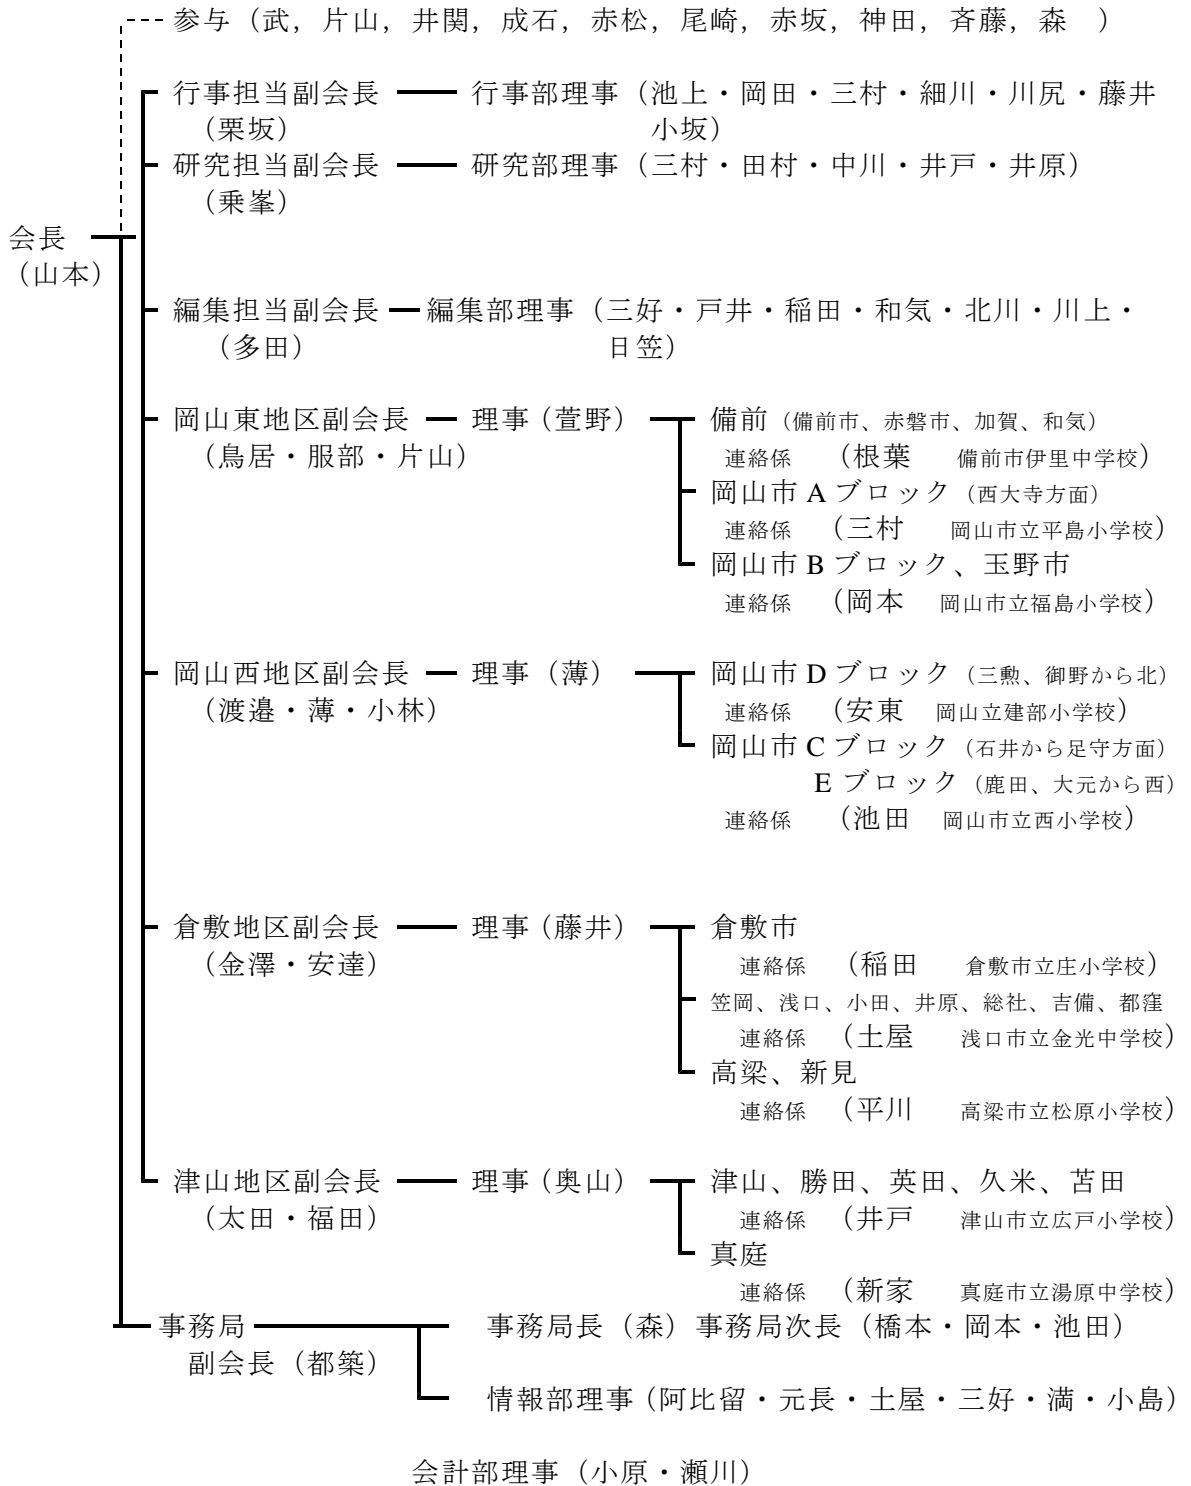 参与（武，片山，井関，成石，赤松，尾崎，赤坂，神田，斉藤，森　）
行事担当副会長 行事部理事（池上・岡田・三村・細川・川尻・藤井
（栗坂） 小坂）
研究担当副会長 研究部理事（三村・田村・中川・井戸・井原）
（乗峯）
会長
（山本）
編集担当副会長 編集部理事（三好・戸井・稲田・和気・北川・川上・
（多田） 日笠）
岡山東地区副会長 理事（萱野） 備前（備前市、赤磐市、加賀、和気）
（鳥居・服部・片山） 連絡係 （根葉 備前市伊里中学校）
岡山市 A ブロック（西大寺方面）
連絡係 （三村 岡山市立平島小学校）
岡山市 B ブロック、玉野市
連絡係 （岡本 岡山市立福島小学校）
岡山西地区副会長 理事（薄） 岡山市 D ブロック（三勲、御野から北）
（渡邉・薄・小林） 連絡係 （安東 岡山立建部小学校）
岡山市 C ブロック（石井から足守方面）
E ブロック（鹿田、大元から西）
連絡係 （池田 岡山市立西小学校）
倉敷地区副会長 理事（藤井） 倉敷市
（金澤・安達） 連絡係 （稲田 倉敷市立庄小学校）
笠岡、浅口、小田、井原、総社、吉備、都窪
連絡係 （土屋 浅口市立金光中学校）
高梁、新見
連絡係 （平川 高梁市立松原小学校）
津山地区副会長 理事（奥山） 津山、勝田、英田、久米、苫田
（太田・福田） 連絡係 （井戸 津山市立広戸小学校）
真庭
連絡係 （新家 真庭市立湯原中学校）
事務局 事務局長（森）事務局次長（橋本・岡本・池田）
副会長（都築）
情報部理事（阿比留・元長・土屋・三好・満・小島）
会計部理事（小原・瀬川）